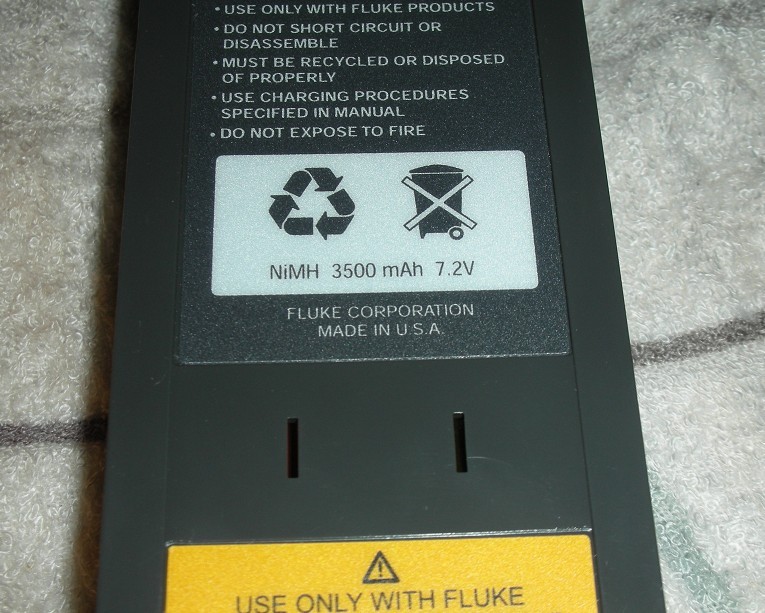 • USE ONLY WITH FLUKE PRODUCTS
• DO NOT SHORT CIRCUIT OR
DISASSEMBLE
• MUST BE RECYCLED OR DISPOSED
OF PROPERLY
• USE CHARGING PROCEDURES
SPECIFIED IN MANUAL
• DO NOT EXPOSE TO FIRE
NiMH 3500 mAh 7.2V
FLUKE CORPORATION
MADE IN U.S.A.
USE ONLY WITH FLUKE